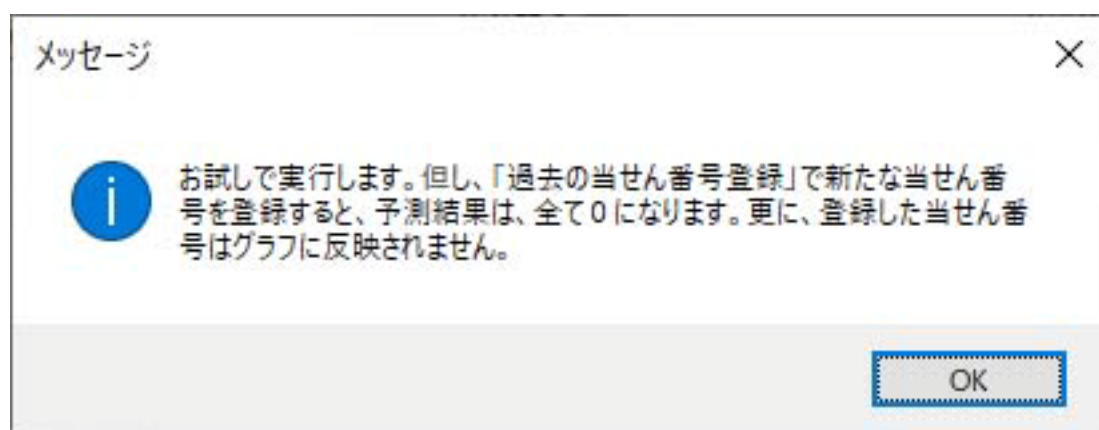 メッセージ
お試しで実行します。但し、「過去の当せん番号登録」で新たな当せん番
号を登録すると、予測結果は、全て0になります。更に、登録した当せん番
号はグラフに反映されません。
OK